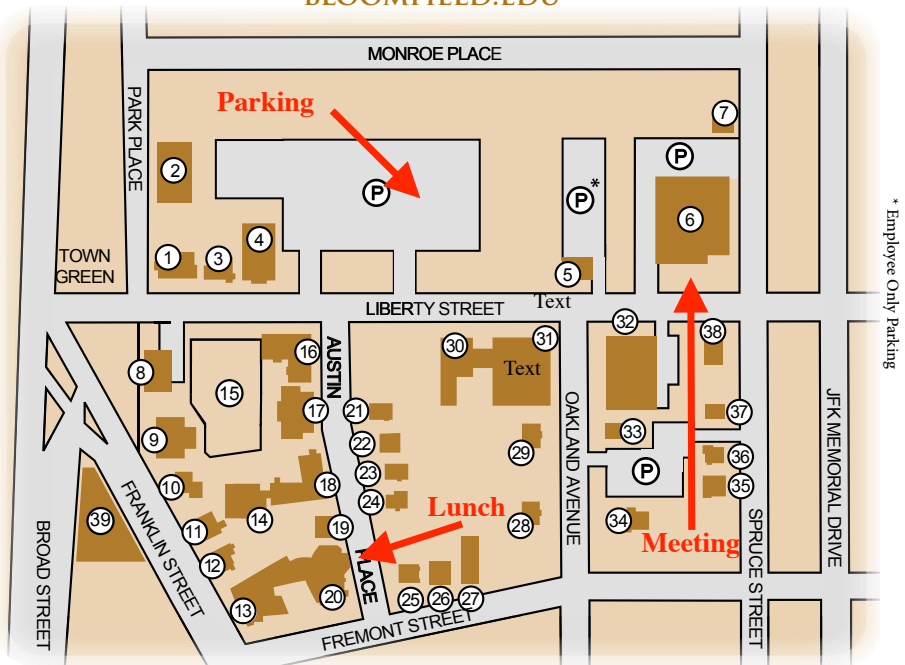 BLOOMFIELD.EDU
MONROE PLACE
PARK PLACE
Parking
7
P
2
P
P
*
6
* Employee Only Parking
1
3
4
5
TOWN
GREEN
LIBERTY STREET
Text
8
15
16
AUSTIN
30
31
Text
32
38
9
17
21
22
29
OAKLAND AVENUE
33
37
JFK MEMORIAL DRIVE
10
18
23
24
P
36
35
39
FRANKLIN STREET
11
14
19
Lunch
28
34
Meeting
SPRUCE STREET
BROAD STREET
12
13
20
PLACE
25
26
27
FREMONT STREET